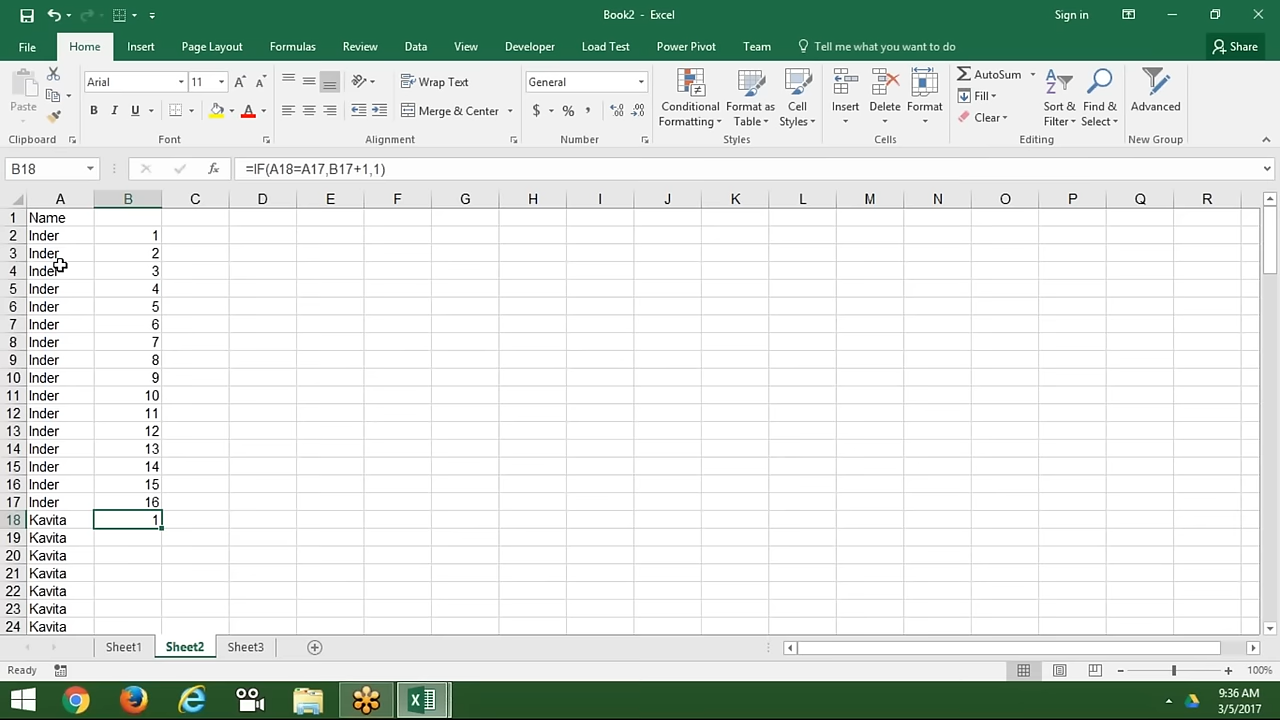 Book2 - Excel
Sign in
File Home Insert Page Layout Formulas Review Data View Developer Load Test Power Pivot Team Tell me what you want to do Share
Paste
Clipboard
Arial 11
B I U
Font
Wrap Text
Merge & Center
Alignment
General
$ % ,
Number
Conditional Formatting
Format as Table
Cell Styles
Styles
Insert Delete Format
Cells
AutoSum
Fill
Clear
Sort & Filter
Find & Select
Editing
Advanced
New Group
B18 fx =IF(A18=A17,B17+1,1)
A B C D E F G H I J K L M N O P Q R
1 Name
2 Inder 1
3 Inder 2
4 Inder 3
5 Inder 4
6 Inder 5
7 Inder 6
8 Inder 7
9 Inder 8
10 Inder 9
11 Inder 10
12 Inder 11
13 Inder 12
14 Inder 13
15 Inder 14
16 Inder 15
17 Inder 16
18 Kavita 1
19 Kavita
20 Kavita
21 Kavita
22 Kavita
23 Kavita
24 Kavita
Sheet1 Sheet2 Sheet3
Ready 100%
9:36 AM
3/5/2017